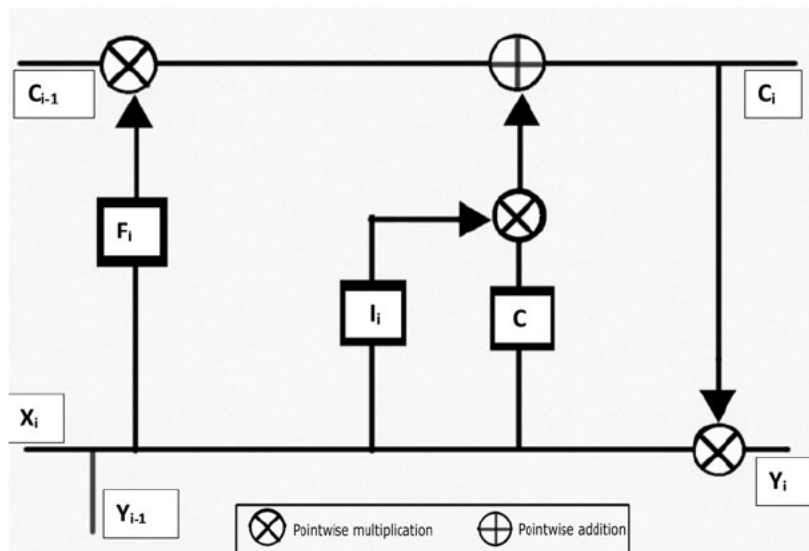 Cᵢ₋₁
Cᵢ
Fᵢ
Iᵢ
C
Xᵢ
Yᵢ₋₁
Yᵢ
Pointwise multiplication
Pointwise addition